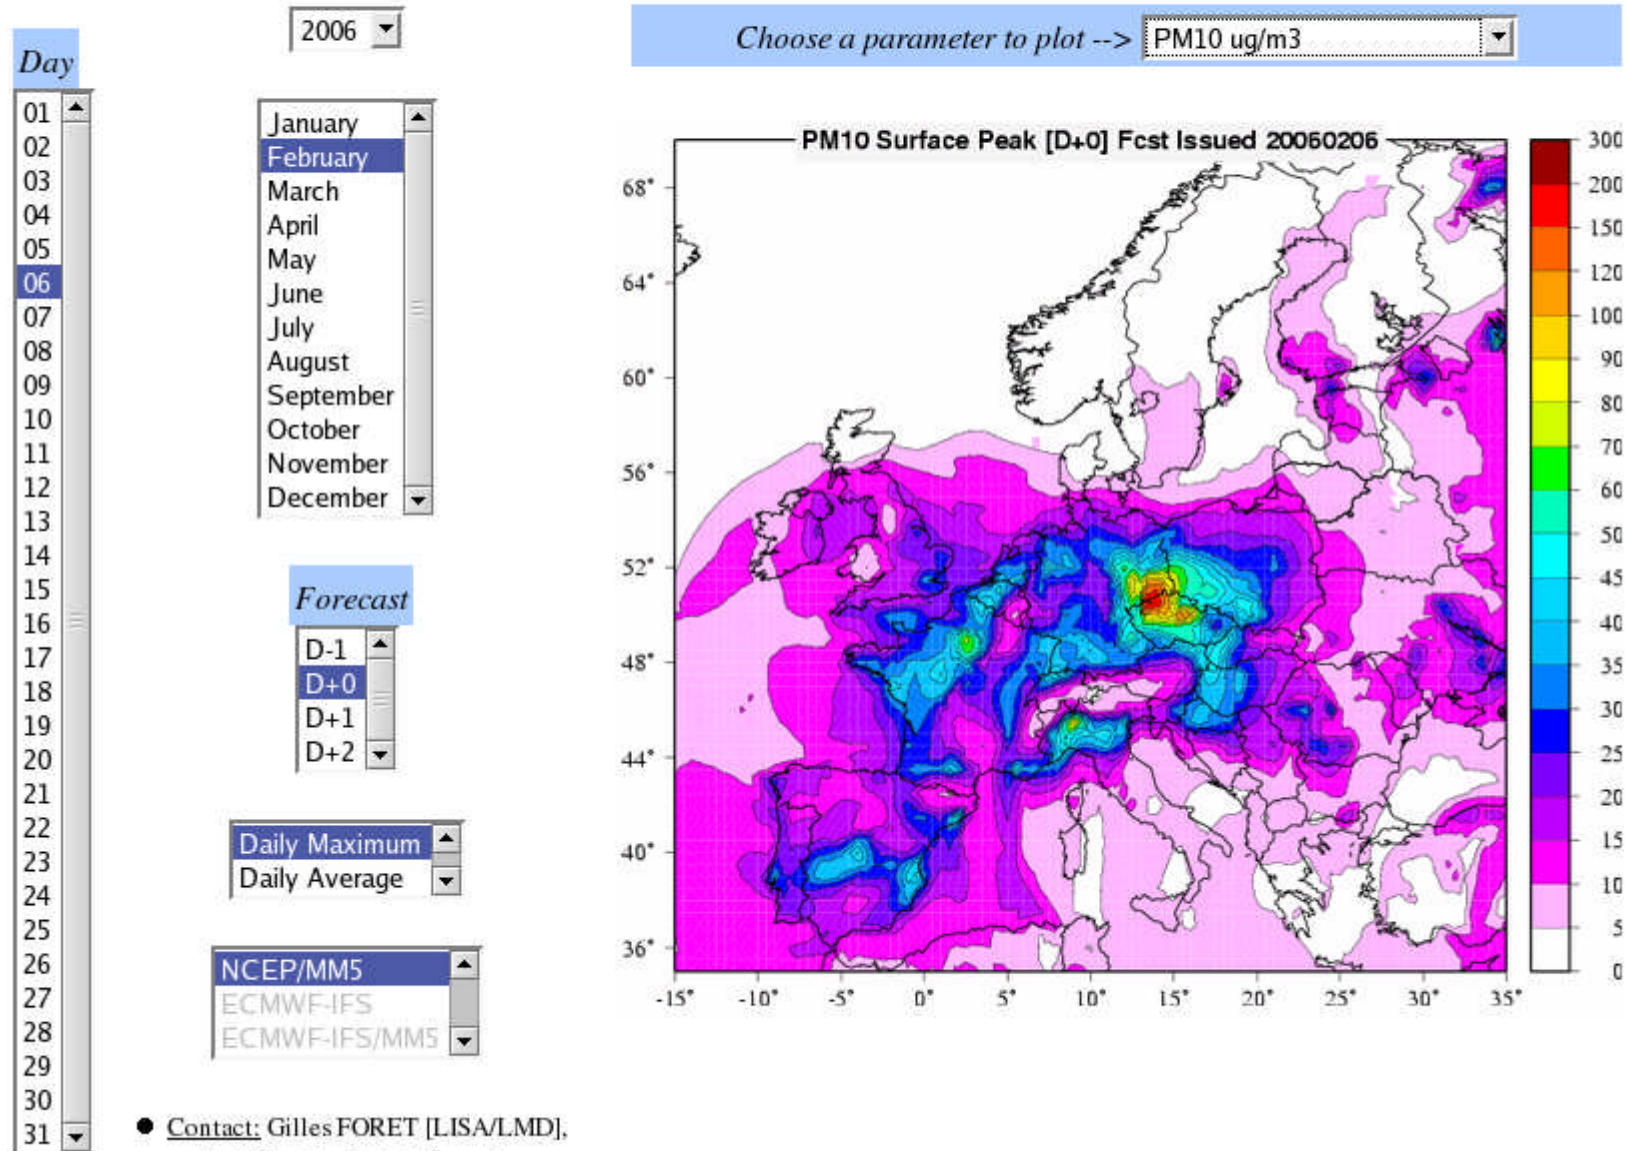 Day
01
02
03
04
05
06
07
08
09
10
11
12
13
14
15
16
17
18
19
20
21
22
23
24
25
26
27
28
29
30
31
2006
January
February
March
April
May
June
July
August
September
October
November
December
Forecast
D-1
D+0
D+1
D+2
Daily Maximum
Daily Average
NCEP/MM5
ECMWF-IFS
ECMWF-IFS/MM5
Contact: Gilles FORET [LISA/LMD],
Choose a parameter to plot --> PM10 ug/m3
PM10 Surface Peak [D+0] Fcst Issued 20060206
68°
64°
60°
56°
52°
48°
44°
40°
36°
-15° -10° -5° 0° 5° 10° 15° 20° 25° 30° 35°
300
200
150
120
100
90
80
70
60
50
45
40
35
30
25
20
15
10
5
0